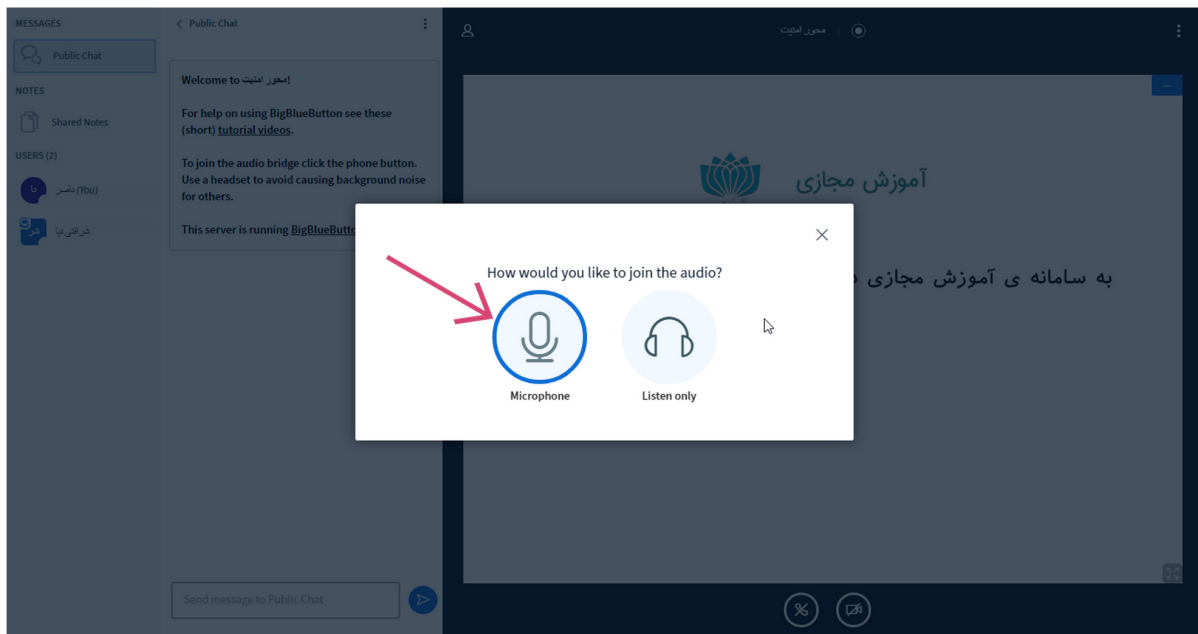 MESSAGES
Public Chat
NOTES
Shared Notes
USERS (2)
(You)
Public Chat
Welcome to محور امنیت!
For help on using BigBlueButton see these
(short) tutorial videos.
To join the audio bridge click the phone button.
Use a headset to avoid causing background noise
for others.
This server is running BigBlueButto
Send message to Public Chat
محور امنیت
آموزش مجازی
به سامانه ی آموزش مجازی
How would you like to join the audio?
Microphone
Listen only